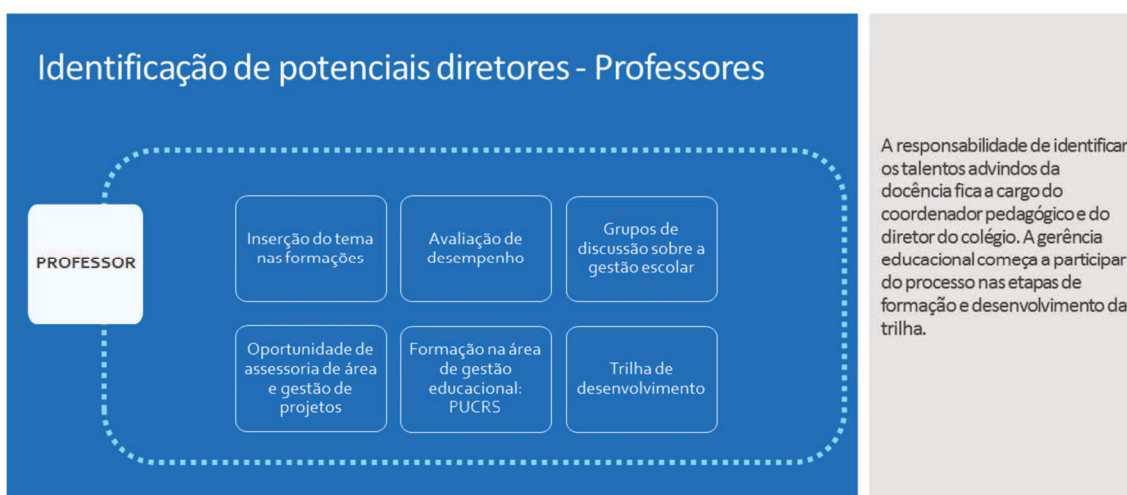 Identificação de potenciais diretores - Professores
PROFESSOR
Inserção do tema
nas formações
Avaliação de
desempenho
Grupos de
discussão sobre a
gestão escolar
Oportunidade de
assessoria de área
e gestão de
projetos
Formação na área
de gestão
educacional:
PUCRS
Trilha de
desenvolvimento
A responsabilidade de identificar
os talentos advindos da
docência fica a cargo do
coordenador pedagógico e do
diretor do colégio. A gerência
educacional começa a participar
do processo nas etapas de
formação e desenvolvimento da
trilha.